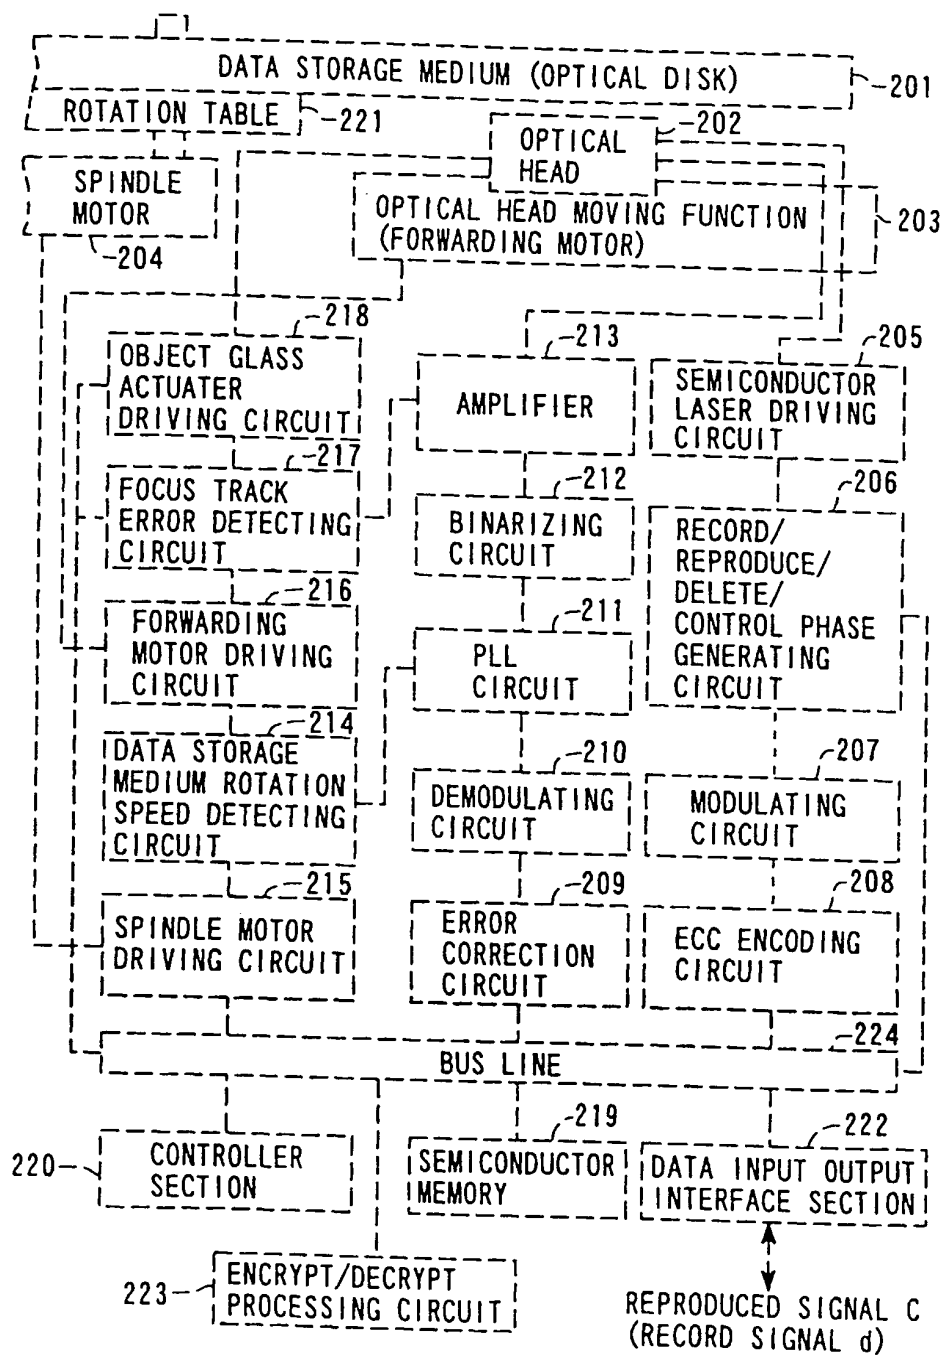 DATA STORAGE MEDIUM (OPTICAL DISK)
201
ROTATION TABLE
221
202
OPTICAL
HEAD
SPINDLE
MOTOR
204
OPTICAL HEAD MOVING FUNCTION
(FORWARDING MOTOR)
203
218
OBJECT GLASS
ACTUATER
DRIVING CIRCUIT
213
AMPLIFIER
205
SEMICONDUCTOR
LASER DRIVING
CIRCUIT
217
FOCUS TRACK
ERROR DETECTING
CIRCUIT
212
BINARIZING
CIRCUIT
206
RECORD/
REPRODUCE/
DELETE/
CONTROL PHASE
GENERATING
CIRCUIT
216
FORWARDING
MOTOR DRIVING
CIRCUIT
211
PLL
CIRCUIT
214
DATA STORAGE
MEDIUM ROTATION
SPEED DETECTING
CIRCUIT
210
DEMODULATING
CIRCUIT
207
MODULATING
CIRCUIT
215
SPINDLE MOTOR
DRIVING CIRCUIT
209
ERROR
CORRECTION
CIRCUIT
208
ECC ENCODING
CIRCUIT
224
BUS LINE
220
CONTROLLER
SECTION
219
SEMICONDUCTOR
MEMORY
222
DATA INPUT OUTPUT
INTERFACE SECTION
223
ENCRYPT/DECRYPT
PROCESSING CIRCUIT
REPRODUCED SIGNAL C
(RECORD SIGNAL d)